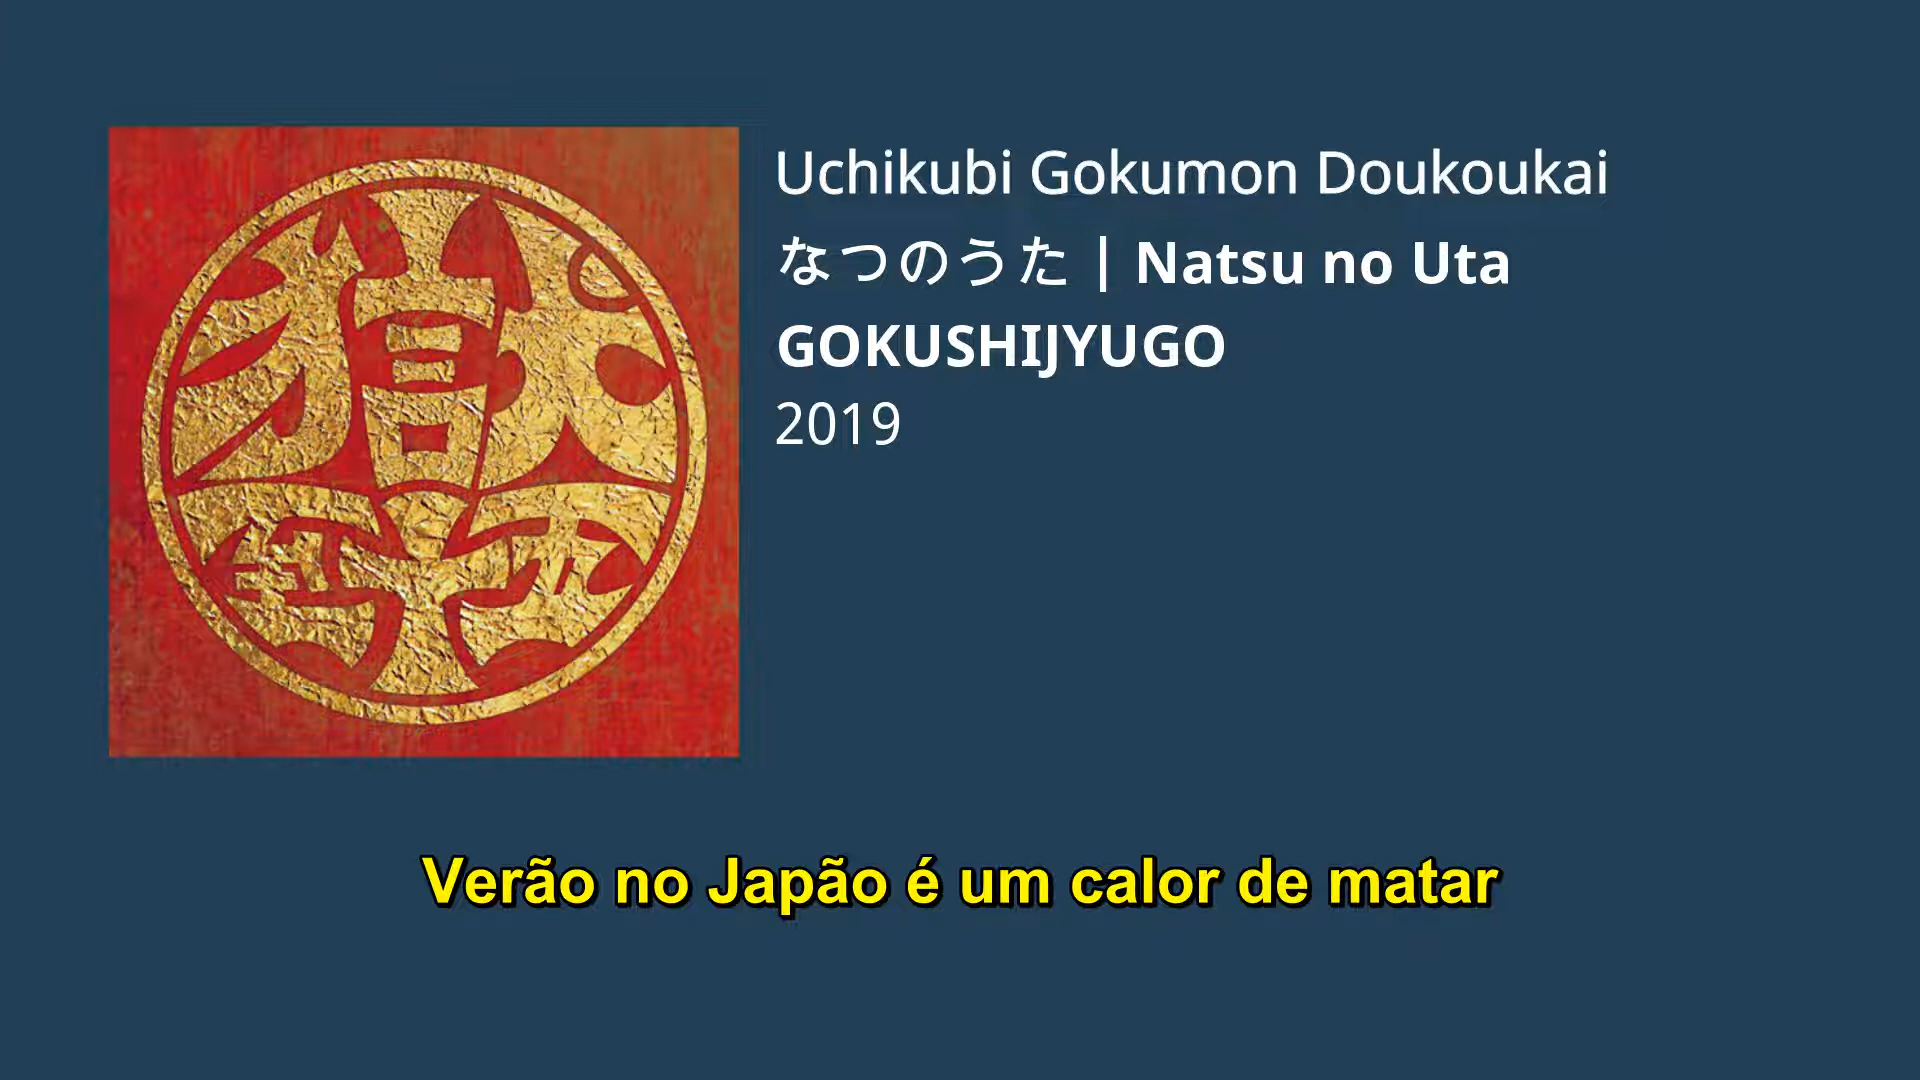 Uchikubi Gokumon Doukoukai
なつのうた | Natsu no Uta
GOKUSHIJYUGO
2019
Verão no Japão é um calor de matar